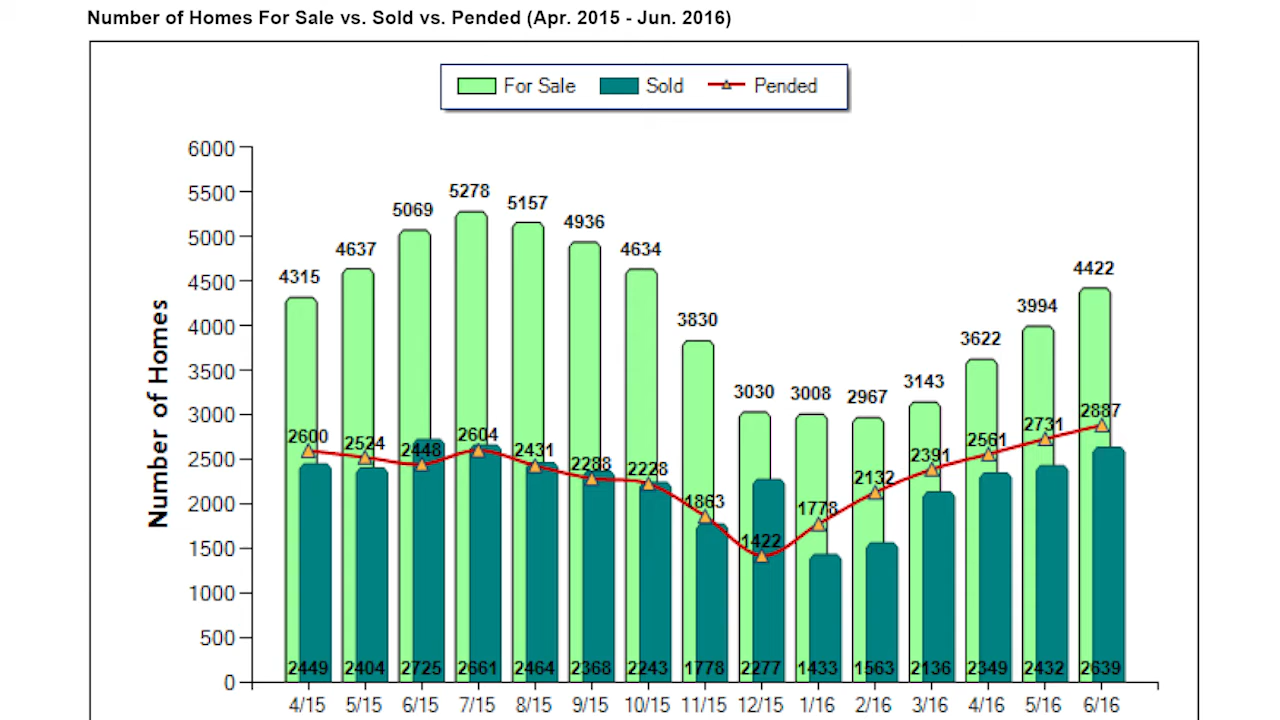 Number of Homes For Sale vs. Sold vs. Pended (Apr. 2015 - Jun. 2016)
For Sale Sold Pended
Number of Homes
6000
5500
5000
4500
4000
3500
3000
2500
2000
1500
1000
500
0
4315 4637 5069 5278 5157 4936 4634 3830 3030 3008 2967 3143 3622 3994 4422
2600 2524 2448 2604 2431 2288 2228 1863 1422 1778 2132 2391 2561 2731 2887
2449 2404 2725 2661 2464 2368 2243 1778 2277 1433 1563 2136 2349 2432 2639
4/15 5/15 6/15 7/15 8/15 9/15 10/15 11/15 12/15 1/16 2/16 3/16 4/16 5/16 6/16